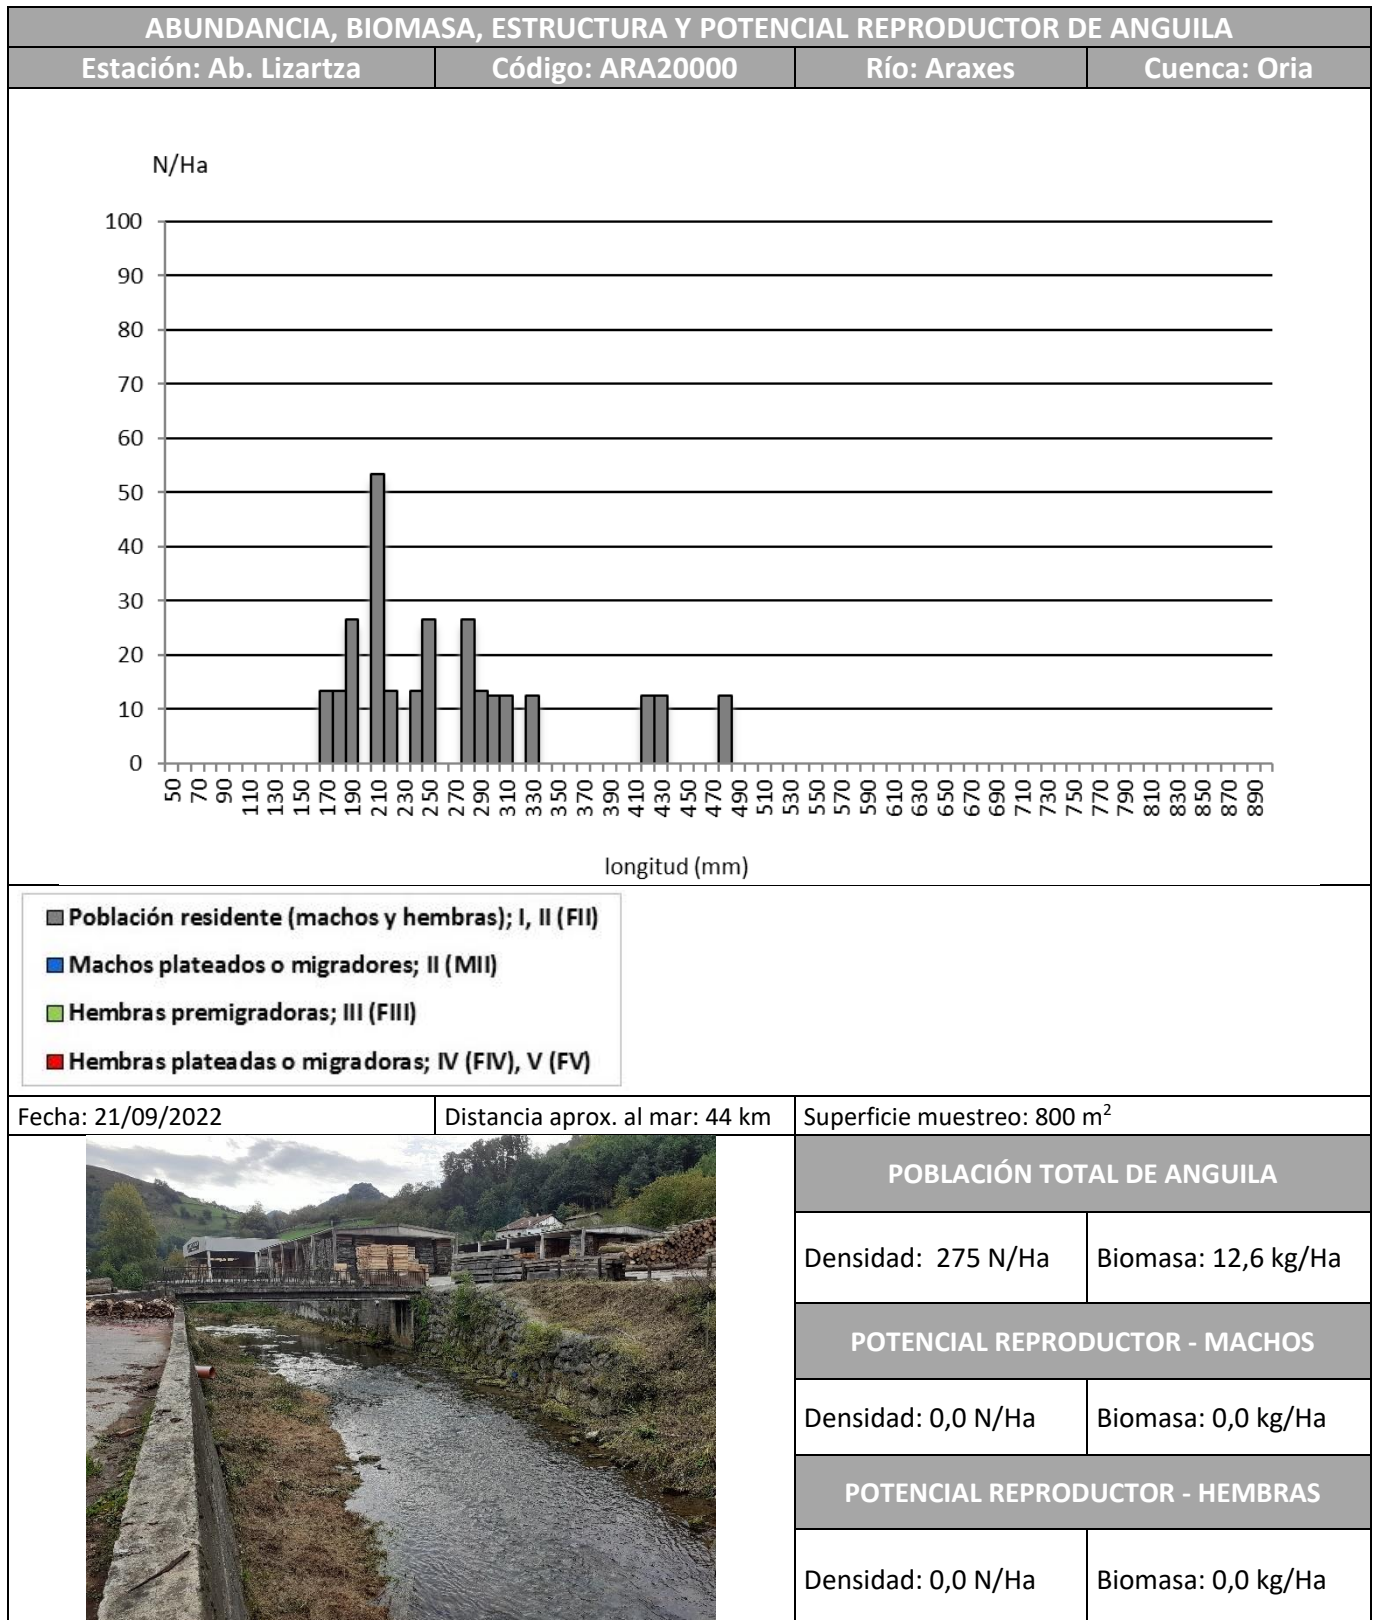 ABUNDANCIA, BIOMASA, ESTRUCTURA Y POTENCIAL REPRODUCTOR DE ANGUILA
Estación: Ab. Lizartza Código: ARA20000 Río: Araxes Cuenca: Oria
N/Ha
100
90
80
70
60
50
40
30
20
10
0
50 70 90 110 130 150 170 190 210 230 250 270 290 310 330 350 370 390 410 430 450 470 490 510 530 550 570 590 610 630 650 670 690 710 730 750 770 790 810 830 850 870 890
longitud (mm)
Población residente (machos y hembras); I, II (FII)
Machos plateados o migradores; II (MII)
Hembras premigradoras; III (FIII)
Hembras plateadas o migradoras; IV (FIV), V (FV)
Fecha: 21/09/2022 Distancia aprox. al mar: 44 km Superficie muestreo: 800 m²
POBLACIÓN TOTAL DE ANGUILA
Densidad: 275 N/Ha Biomasa: 12,6 kg/Ha
POTENCIAL REPRODUCTOR - MACHOS
Densidad: 0,0 N/Ha Biomasa: 0,0 kg/Ha
POTENCIAL REPRODUCTOR - HEMBRAS
Densidad: 0,0 N/Ha Biomasa: 0,0 kg/Ha